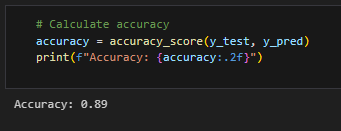 # Calculate accuracy
accuracy = accuracy_score(y_test, y_pred)
print(f"Accuracy: {accuracy:.2f}")
Accuracy: 0.89